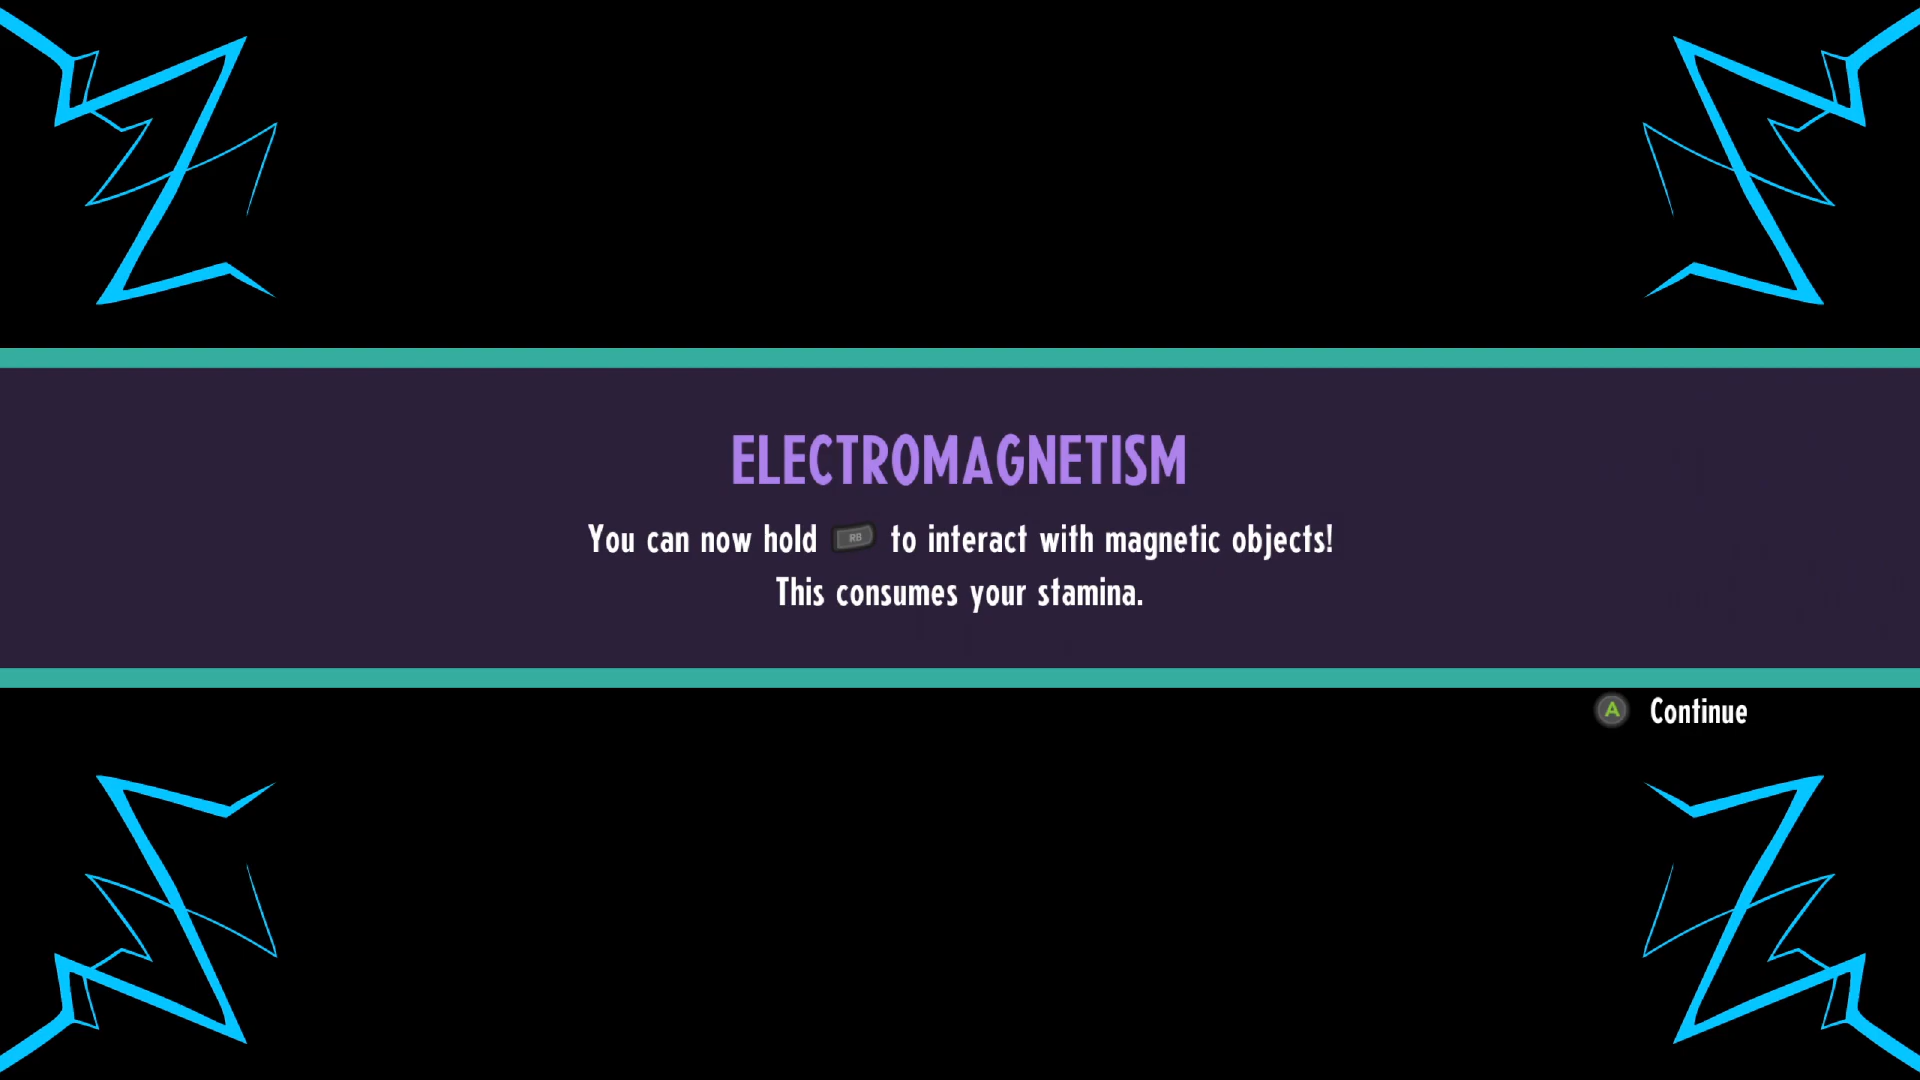 ELECTROMAGNETISM
You can now hold RB to interact with magnetic objects!
This consumes your stamina.
A Continue